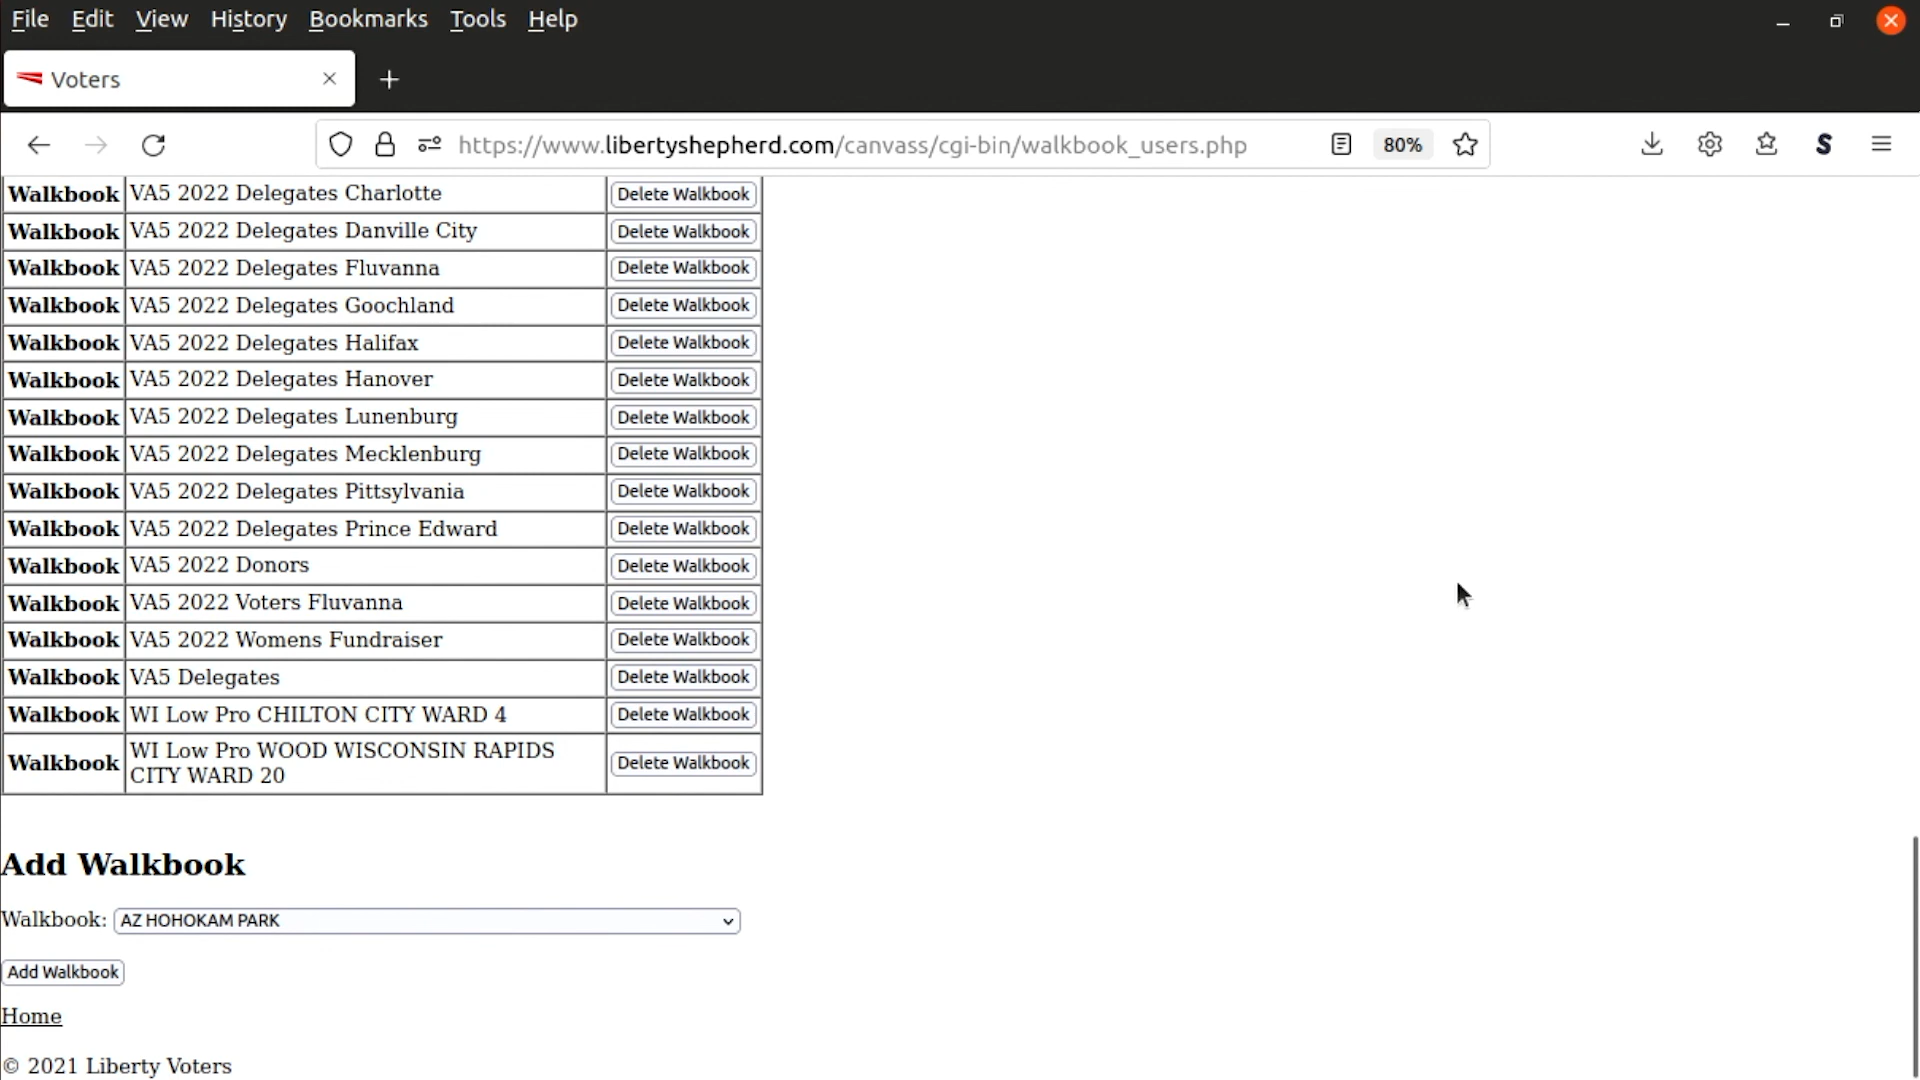 File Edit View History Bookmarks Tools Help
Voters
https://www.libertyshepherd.com/canvass/cgi-bin/walkbook_users.php 80% S
Walkbook VA5 2022 Delegates Charlotte Delete Walkbook
Walkbook VA5 2022 Delegates Danville City Delete Walkbook
Walkbook VA5 2022 Delegates Fluvanna Delete Walkbook
Walkbook VA5 2022 Delegates Goochland Delete Walkbook
Walkbook VA5 2022 Delegates Halifax Delete Walkbook
Walkbook VA5 2022 Delegates Hanover Delete Walkbook
Walkbook VA5 2022 Delegates Lunenburg Delete Walkbook
Walkbook VA5 2022 Delegates Mecklenburg Delete Walkbook
Walkbook VA5 2022 Delegates Pittsylvania Delete Walkbook
Walkbook VA5 2022 Delegates Prince Edward Delete Walkbook
Walkbook VA5 2022 Donors Delete Walkbook
Walkbook VA5 2022 Voters Fluvanna Delete Walkbook
Walkbook VA5 2022 Womens Fundraiser Delete Walkbook
Walkbook VA5 Delegates Delete Walkbook
Walkbook WI Low Pro CHILTON CITY WARD 4 Delete Walkbook
Walkbook WI Low Pro WOOD WISCONSIN RAPIDS
CITY WARD 20 Delete Walkbook
Add Walkbook
Walkbook: AZ HOHOKAM PARK
Add Walkbook
Home
© 2021 Liberty Voters